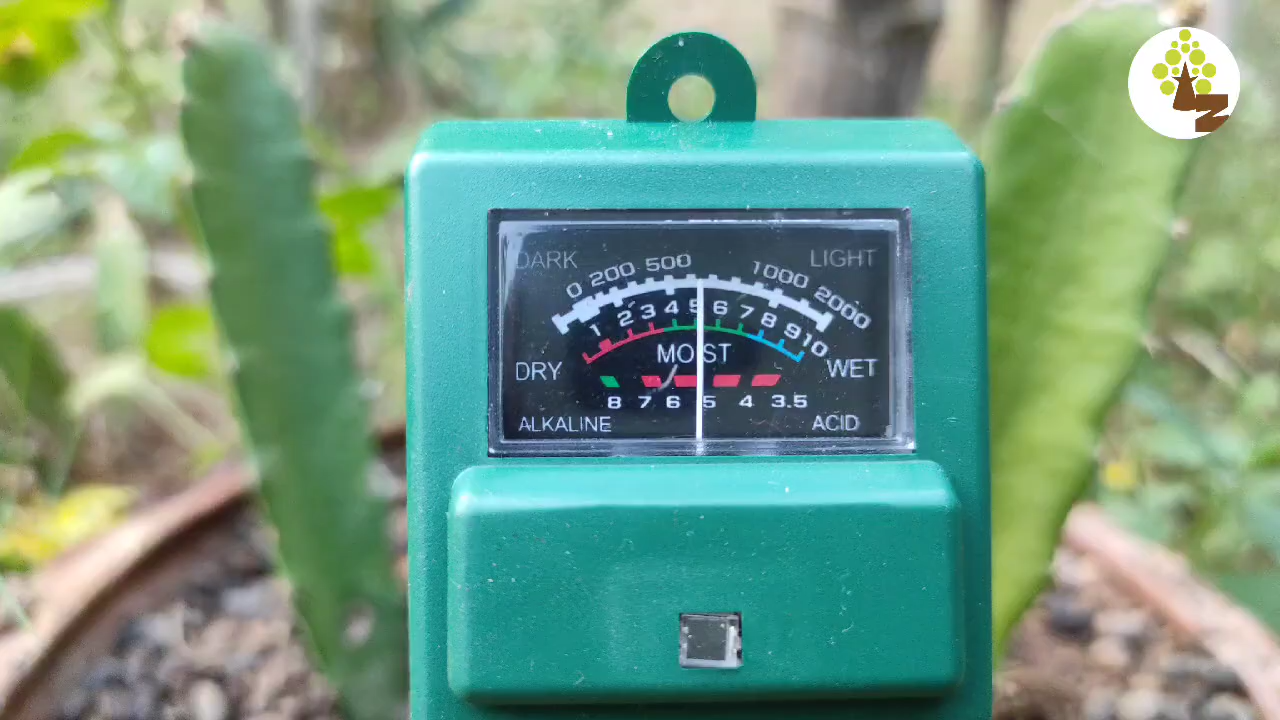 DARK LIGHT
0 200 500 1000 2000
1 2 3 4 5 6 7 8 9 10
DRY MOIST WET
8 7 6 5 4 3.5
ALKALINE ACID